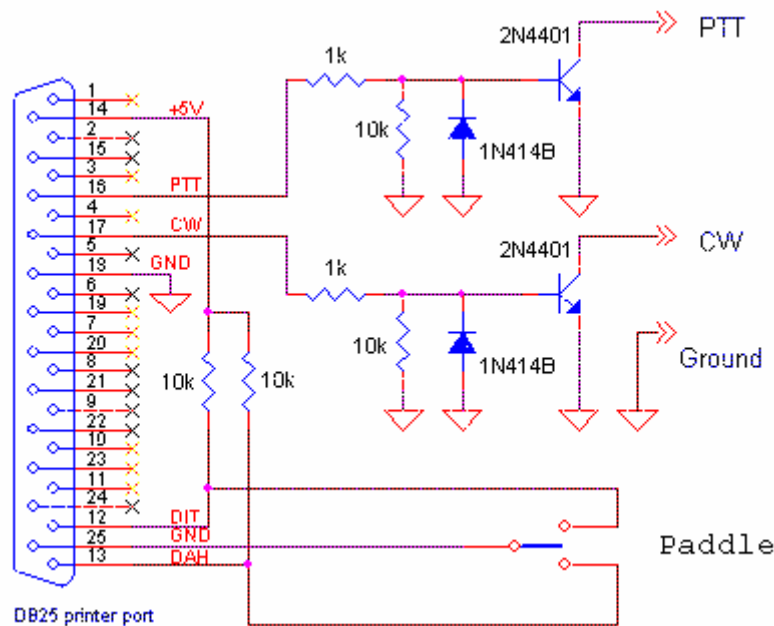 2N4401
PTT
1k
1
14
+5V
2
15
10k
1N414B
3
16
PTT
4
17
CW
2N4401
CW
5
18
GND
1k
6
19
7
10k
1N414B
Ground
20
8
10k
10k
21
9
22
10
23
11
24
12
DIT
25
GND
Paddle
13
DAH
DB25 printer port